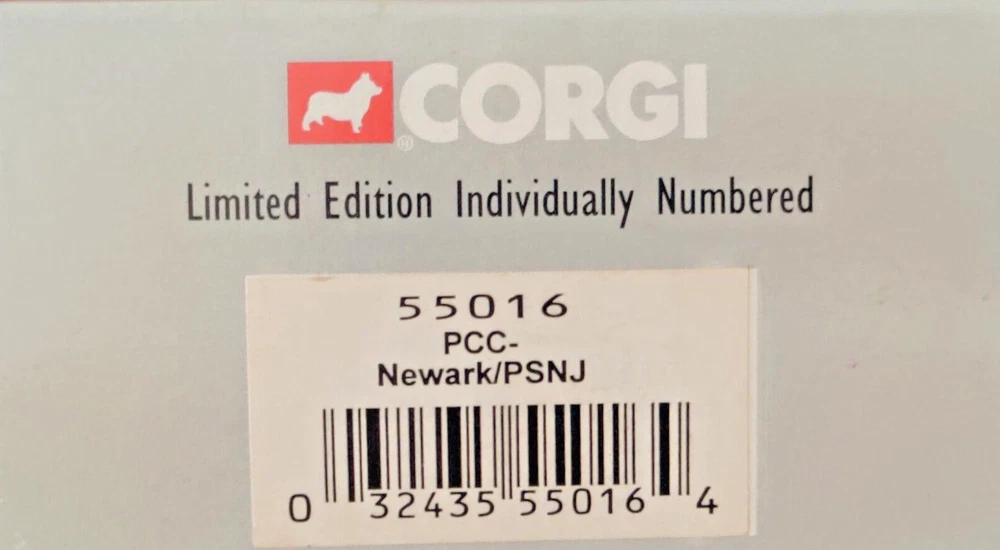 CORGI
Limited Edition Individually Numbered
55016
PCC-
Newark/PSNJ
0 32435 55016 4